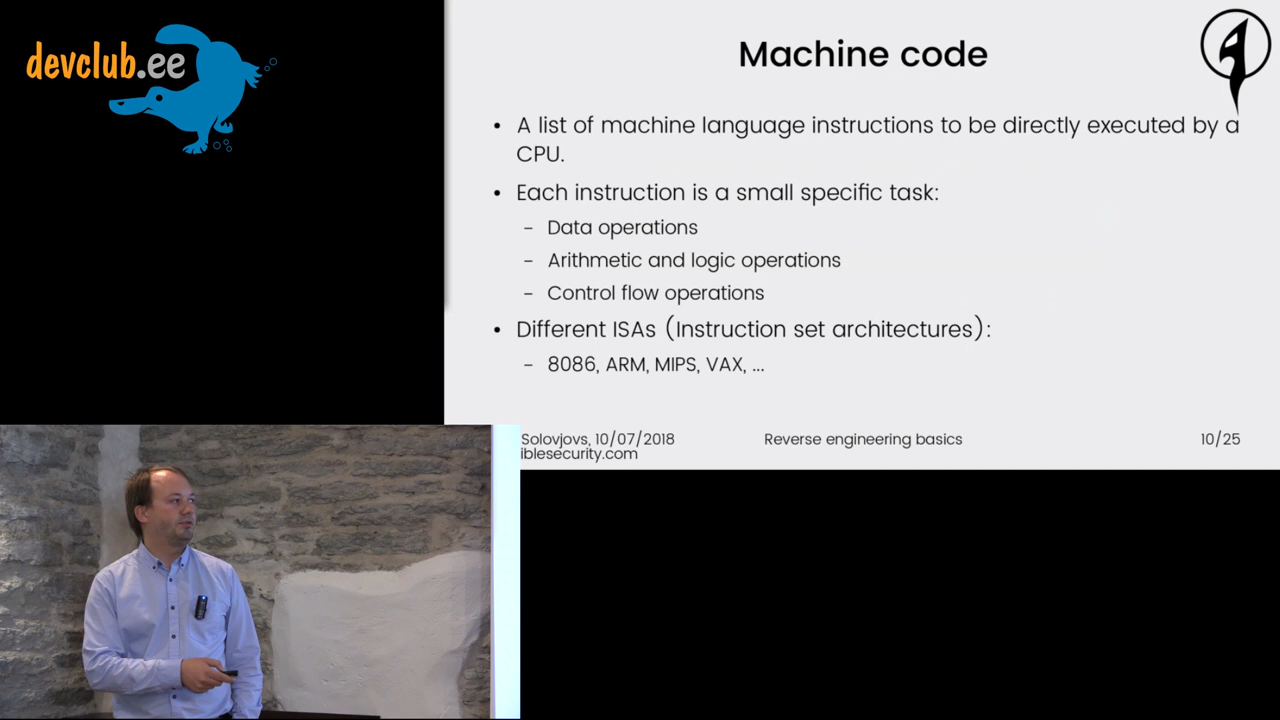 devclub.ee
Machine code
• A list of machine language instructions to be directly executed by a
CPU.
• Each instruction is a small specific task:
– Data operations
– Arithmetic and logic operations
– Control flow operations
• Different ISAs (Instruction set architectures):
– 8086, ARM, MIPS, VAX, ...
Solovjovs, 10/07/2018
iblesecurity.com
Reverse engineering basics
10/25